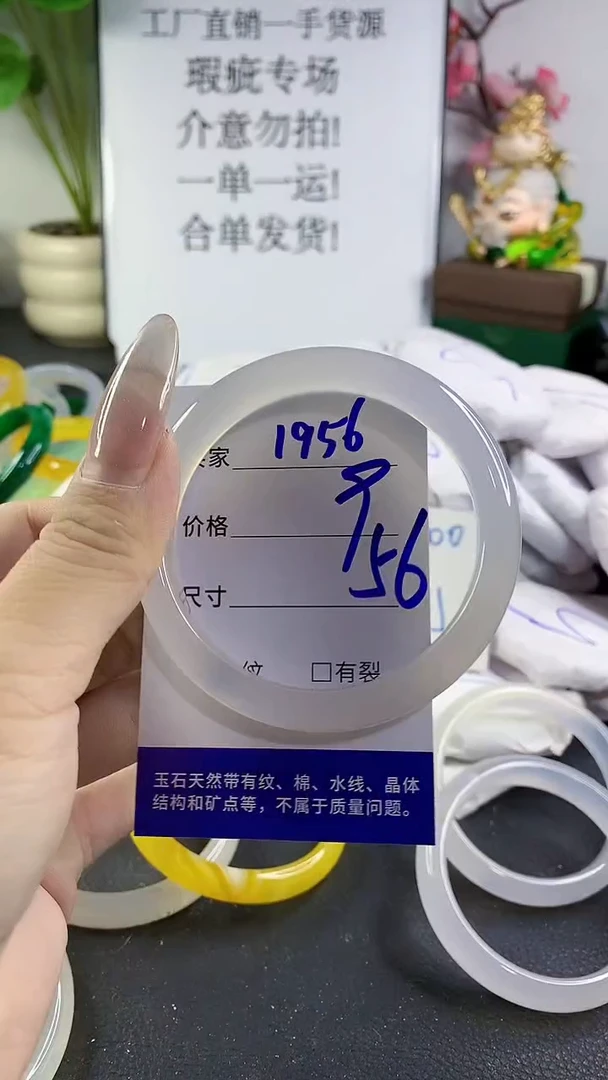 工厂直销一手货源
瑕疵专场
介意勿拍!
一单一运!
合单发货!
家 1956
价格
尺寸 56
纹 □有裂
玉石天然带有纹、棉、水线、晶体
结构和矿点等，不属于质量问题。